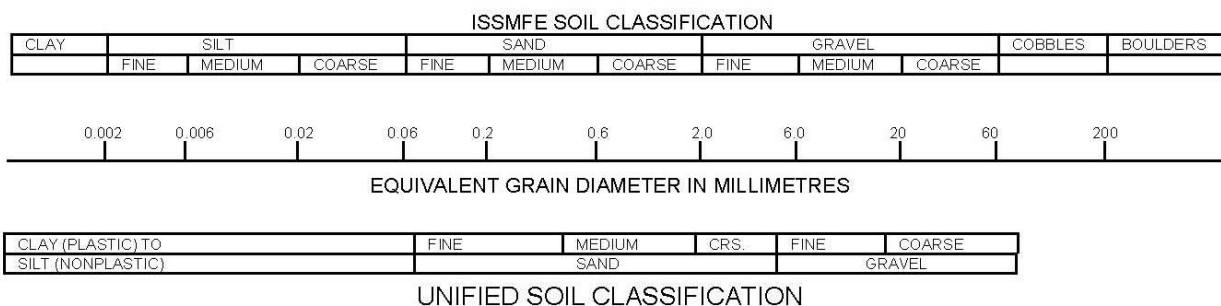 ISSMFE SOIL CLASSIFICATION
CLAY SILT SAND GRAVEL COBBLES BOULDERS
FINE MEDIUM COARSE FINE MEDIUM COARSE FINE MEDIUM COARSE
0.002 0.006 0.02 0.06 0.2 0.6 2.0 6.0 20 60 200
EQUIVALENT GRAIN DIAMETER IN MILLIMETRES
CLAY (PLASTIC) TO FINE MEDIUM CRS. FINE COARSE
SILT (NONPLASTIC) SAND GRAVEL
UNIFIED SOIL CLASSIFICATION